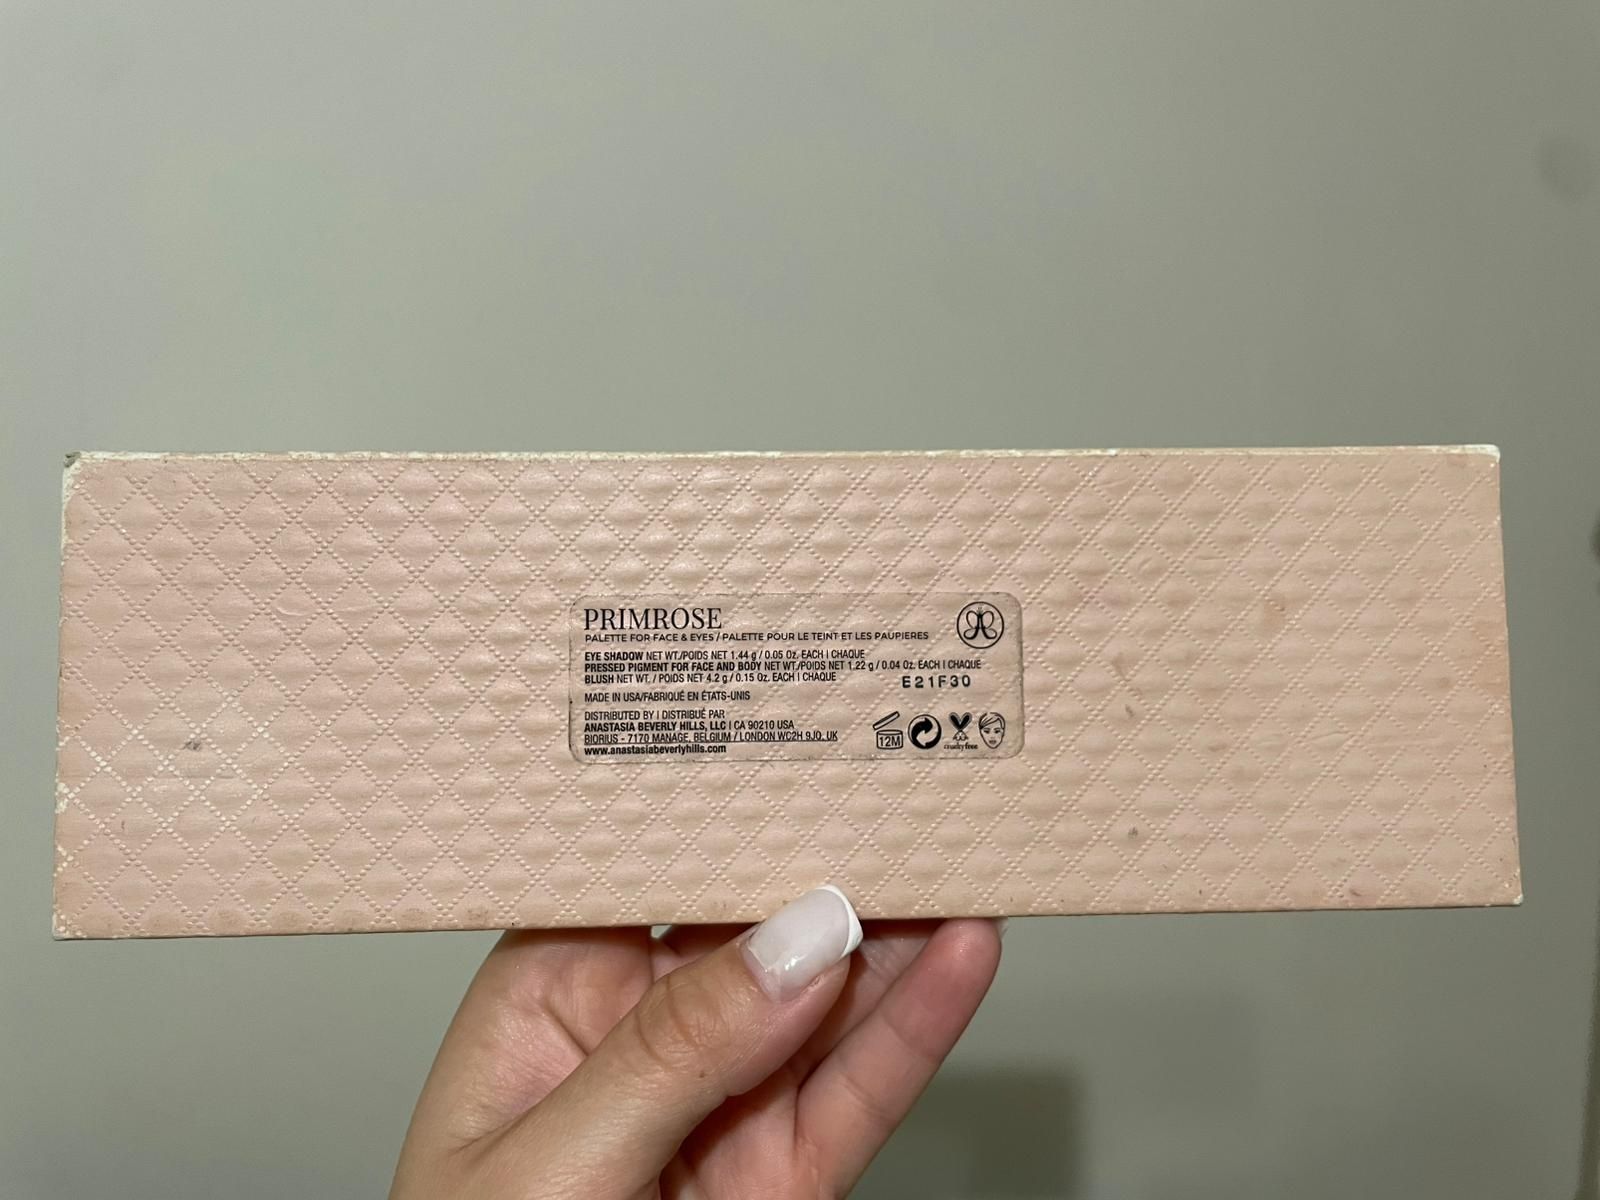 PRIMROSE
PALETTE FOR FACE & EYES / PALETTE POUR LE TEINT ET LES PAUPIERES
EYE SHADOW NET WT./POIDS NET 1.44 g / 0.05 Oz. EACH | CHAQUE
PRESSED PIGMENT FOR FACE AND BODY NET WT./POIDS NET 1.22 g / 0.04 Oz. EACH | CHAQUE
BLUSH NET WT. / POIDS NET 4.2 g / 0.15 Oz. EACH | CHAQUE
E21F30
MADE IN USA/FABRIQUÉ EN ÉTATS-UNIS
DISTRIBUTED BY | DISTRIBUÉ PAR
ANASTASIA BEVERLY HILLS, LLC | CA 90210 USA
BIORIUS - 7170 MANAGE, BELGIUM / LONDON WC2H 9JQ, UK
www.anastasiabeverlyhills.com
12M
crueltyfree